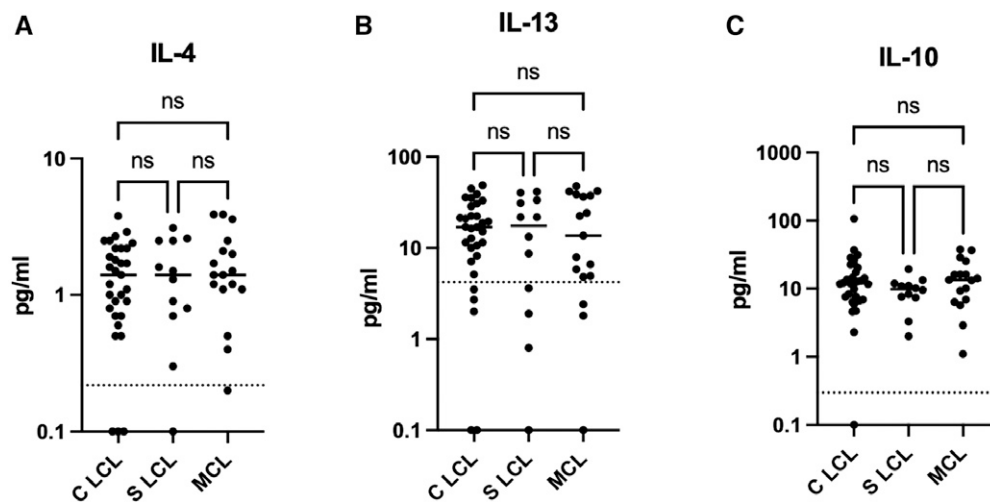 A
IL-4
ns
ns
ns
10
1
0.1
pg/ml
C LCL
S LCL
MCL
B
IL-13
ns
ns
ns
100
10
1
0.1
pg/ml
C LCL
S LCL
MCL
C
IL-10
ns
ns
ns
1000
100
10
1
0.1
pg/ml
C LCL
S LCL
MCL